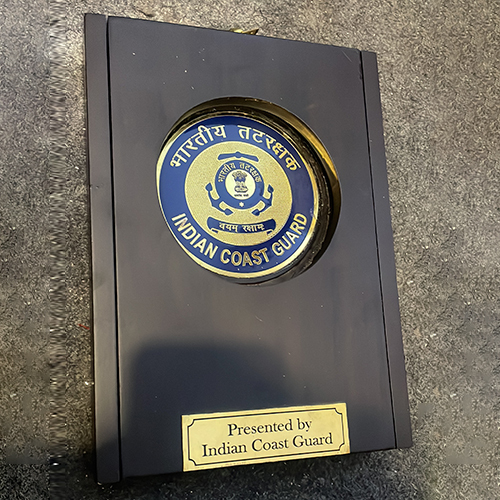 भारतीय तटरक्षक
भारतीय तटरक्षक
वयम् रक्षामः
INDIAN COAST GUARD
Presented by
Indian Coast Guard